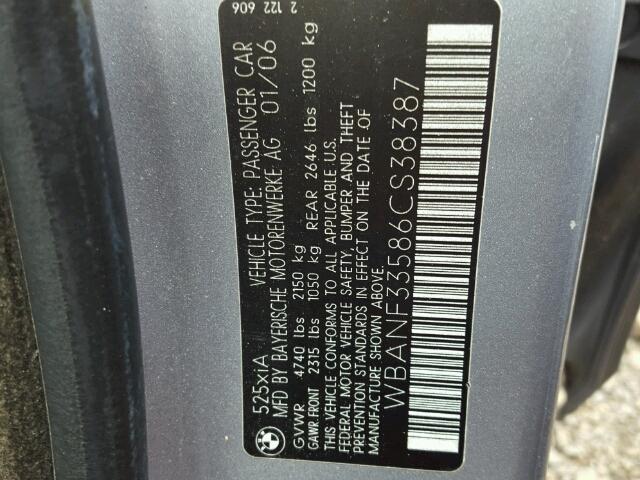 2 122 606
525xiA VEHICLE TYPE: PASSENGER CAR
MFD BY BAYERISCHE MOTORENWERKE AG 01/06
GVWR 4740 lbs 2150 kg
GAWR.FRONT 2315 lbs 1050 kg REAR 2646 lbs 1200 kg
THIS VEHICLE CONFORMS TO ALL APPLICABLE U.S.
FEDERAL MOTOR VEHICLE SAFETY, BUMPER AND THEFT
PREVENTION STANDARDS IN EFFECT ON THE DATE OF
MANUFACTURE SHOWN ABOVE.
WBANF33586CS38387